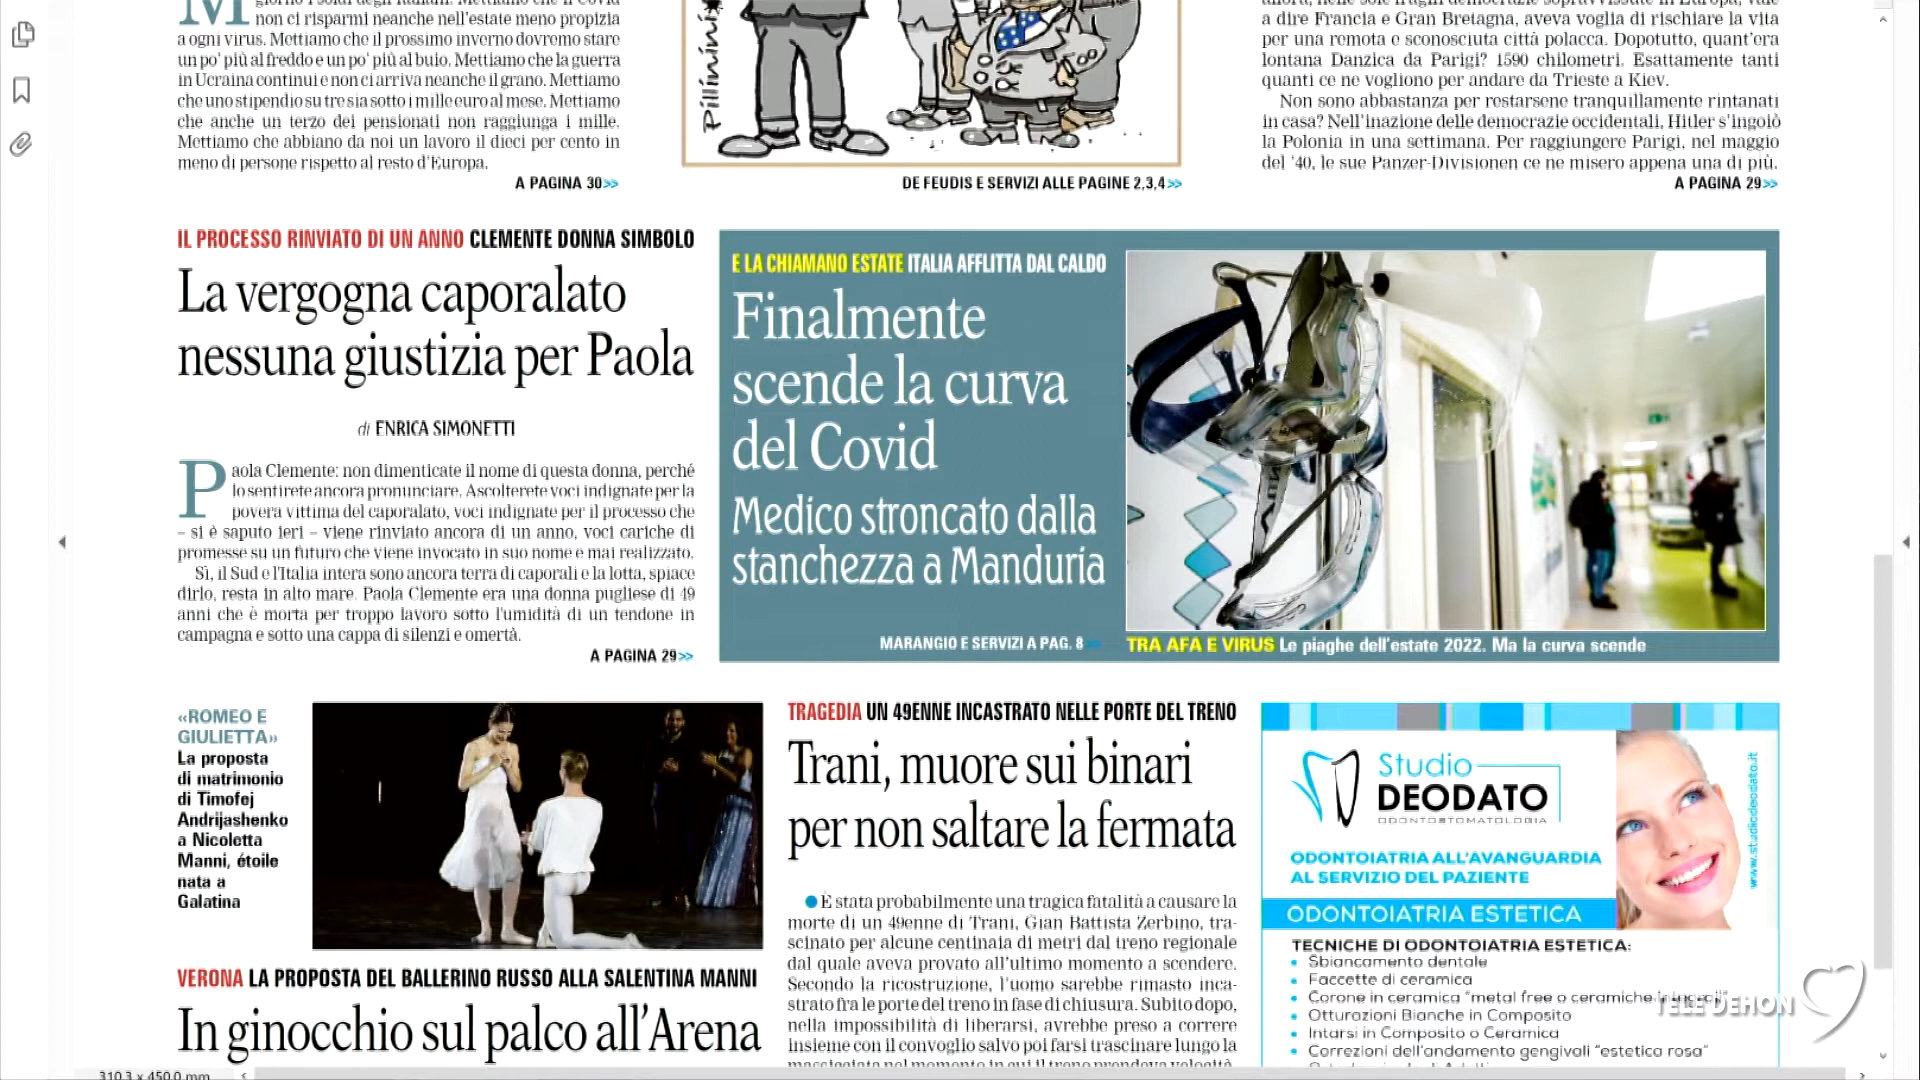 non ci risparmi neanche nell'estate meno propizia
a ogni virus. Mettiamo che il prossimo inverno dovremo stare
un po' più al freddo e un po' più al buio. Mettiamo che la guerra
in Ucraina continui e non ci arriva neanche il grano. Mettiamo
che uno stipendio su tre sia sotto i mille euro al mese. Mettiamo
che anche un terzo dei pensionati non raggiunga i mille.
Mettiamo che abbiano da noi un lavoro il dieci per cento in
meno di persone rispetto al resto d'Europa.
A PAGINA 30>>
Pillinini
DE FEUDIS E SERVIZI ALLE PAGINE 2,3,4>>
a dire Francia e Gran Bretagna, aveva voglia di rischiare la vita
per una remota e sconosciuta città polacca. Dopotutto, quant'era
lontana Danzica da Parigi? 1590 chilometri. Esattamente tanti
quanti ce ne vogliono per andare da Trieste a Kiev.
Non sono abbastanza per restarsene tranquillamente rintanati
in casa? Nell'inazione delle democrazie occidentali, Hitler s'ingoiò
la Polonia in una settimana. Per raggiungere Parigi, nel maggio
del '40, le sue Panzer-Divisionen ce ne misero appena una di più.
A PAGINA 29>>
IL PROCESSO RINVIATO DI UN ANNO CLEMENTE DONNA SIMBOLO
La vergogna caporalato
nessuna giustizia per Paola
di ENRICA SIMONETTI
Paola Clemente: non dimenticate il nome di questa donna, perché
lo sentirete ancora pronunciare. Ascolterete voci indignate per la
povera vittima del caporalato, voci indignate per il processo che
– si è saputo ieri – viene rinviato ancora di un anno, voci cariche di
promesse su un futuro che viene invocato in suo nome e mai realizzato.
Sì, il Sud e l'Italia intera sono ancora terra di caporali e la lotta, spiace
dirlo, resta in alto mare. Paola Clemente era una donna pugliese di 49
anni che è morta per troppo lavoro sotto l'umidità di un tendone in
campagna e sotto una cappa di silenzi e omertà.
A PAGINA 29>>
E LA CHIAMANO ESTATE ITALIA AFFLITTA DAL CALDO
Finalmente
scende la curva
del Covid
Medico stroncato dalla
stanchezza a Manduria
MARANGIO E SERVIZI A PAG. 8 >>
TRA AFA E VIRUS Le piaghe dell'estate 2022. Ma la curva scende
«ROMEO E
GIULIETTA»
La proposta
di matrimonio
di Timofej
Andrijashenko
a Nicoletta
Manni, étoile
nata a
Galatina
VERONA LA PROPOSTA DEL BALLERINO RUSSO ALLA SALENTINA MANNI
In ginocchio sul palco all'Arena
TRAGEDIA UN 49ENNE INCASTRATO NELLE PORTE DEL TRENO
Trani, muore sui binari
per non saltare la fermata
● È stata probabilmente una tragica fatalità a causare la
morte di un 49enne di Trani, Gian Battista Zerbino, tra-
scinato per alcune centinaia di metri dal treno regionale
dal quale aveva provato all'ultimo momento a scendere.
Secondo la ricostruzione, l'uomo sarebbe rimasto inca-
strato fra le porte del treno in fase di chiusura. Subito dopo,
nella impossibilità di liberarsi, avrebbe preso a correre
insieme con il convoglio salvo poi farsi trascinare lungo la
Studio
DEODATO
ODONTOSTOMATOLOGIA
www.studiodeodato.it
ODONTOIATRIA ALL'AVANGUARDIA
AL SERVIZIO DEL PAZIENTE
ODONTOIATRIA ESTETICA
TECNICHE DI ODONTOIATRIA ESTETICA:
• Sbiancamento dentale
• Faccette di ceramica
• Corone in ceramica "metal free o ceramiche integrali"
• Otturazioni Bianche in Composito
• Intarsi in Composito o Ceramica
• Correzioni dell'andamento gengivali "estetica rosa"
TELE DEHON
310,3 x 450,0 mm